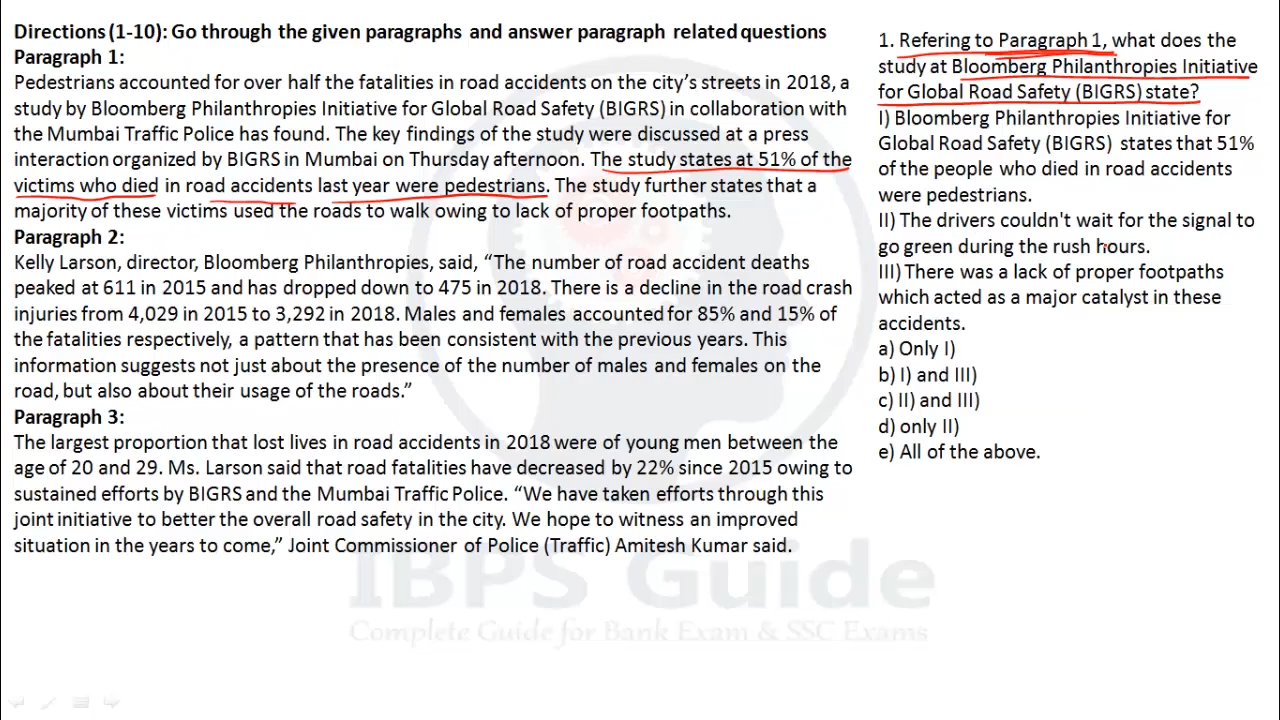 Directions (1-10): Go through the given paragraphs and answer paragraph related questions
Paragraph 1:
Pedestrians accounted for over half the fatalities in road accidents on the city’s streets in 2018, a
study by Bloomberg Philanthropies Initiative for Global Road Safety (BIGRS) in collaboration with
the Mumbai Traffic Police has found. The key findings of the study were discussed at a press
interaction organized by BIGRS in Mumbai on Thursday afternoon. The study states at 51% of the
victims who died in road accidents last year were pedestrians. The study further states that a
majority of these victims used the roads to walk owing to lack of proper footpaths.
Paragraph 2:
Kelly Larson, director, Bloomberg Philanthropies, said, “The number of road accident deaths
peaked at 611 in 2015 and has dropped down to 475 in 2018. There is a decline in the road crash
injuries from 4,029 in 2015 to 3,292 in 2018. Males and females accounted for 85% and 15% of
the fatalities respectively, a pattern that has been consistent with the previous years. This
information suggests not just about the presence of the number of males and females on the
road, but also about their usage of the roads.”
Paragraph 3:
The largest proportion that lost lives in road accidents in 2018 were of young men between the
age of 20 and 29. Ms. Larson said that road fatalities have decreased by 22% since 2015 owing to
sustained efforts by BIGRS and the Mumbai Traffic Police. “We have taken efforts through this
joint initiative to better the overall road safety in the city. We hope to witness an improved
situation in the years to come,” Joint Commissioner of Police (Traffic) Amitesh Kumar said.
1. Refering to Paragraph 1, what does the
study at Bloomberg Philanthropies Initiative
for Global Road Safety (BIGRS) state?
I) Bloomberg Philanthropies Initiative for
Global Road Safety (BIGRS) states that 51%
of the people who died in road accidents
were pedestrians.
II) The drivers couldn't wait for the signal to
go green during the rush hours.
III) There was a lack of proper footpaths
which acted as a major catalyst in these
accidents.
a) Only I)
b) I) and III)
c) II) and III)
d) only II)
e) All of the above.
IBPS Guide
Complete Guide for Bank Exam & SSC Exams